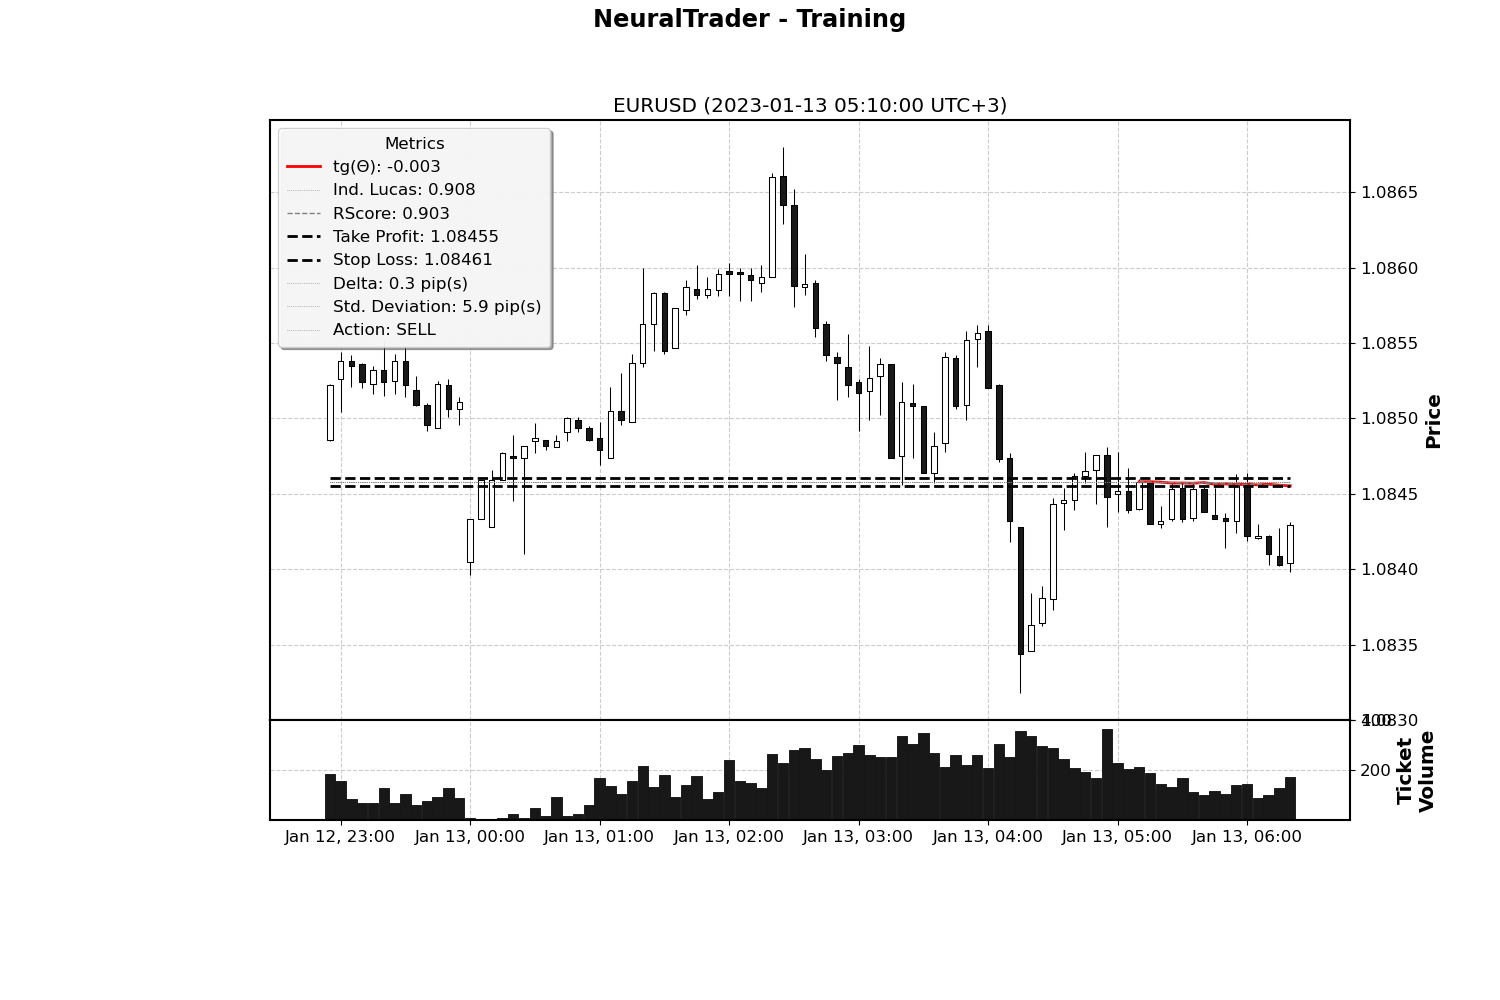 NeuralTrader - Training
EURUSD (2023-01-13 05:10:00 UTC+3)
Metrics
tg(Θ): -0.003
Ind. Lucas: 0.908
RScore: 0.903
Take Profit: 1.08455
Stop Loss: 1.08461
Delta: 0.3 pip(s)
Std. Deviation: 5.9 pip(s)
Action: SELL
1.0865
1.0860
1.0855
1.0850
1.0845
1.0840
1.0835
1.0830
Price
400
200
Ticket
Volume
Jan 12, 23:00
Jan 13, 00:00
Jan 13, 01:00
Jan 13, 02:00
Jan 13, 03:00
Jan 13, 04:00
Jan 13, 05:00
Jan 13, 06:00